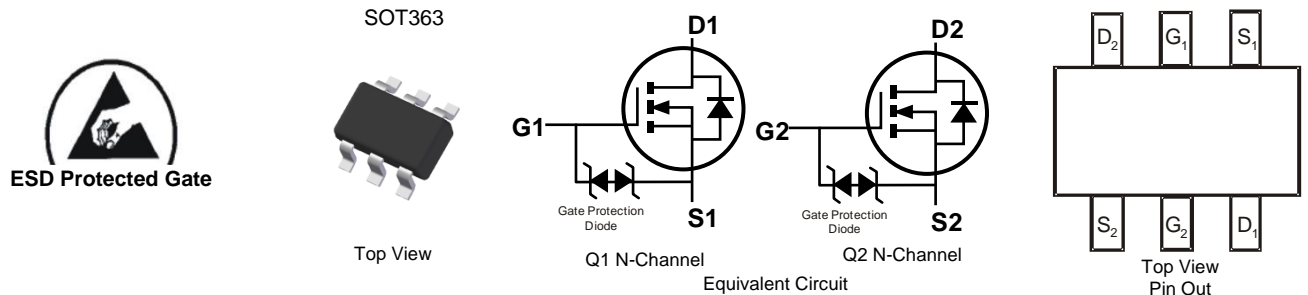 ESD Protected Gate
SOT363
Top View
D1
G1
Gate Protection
Diode
S1
Q1 N-Channel
D2
G2
Gate Protection
Diode
S2
Q2 N-Channel
Equivalent Circuit
D₂ G₁ S₁
S₂ G₂ D₁
Top View
Pin Out